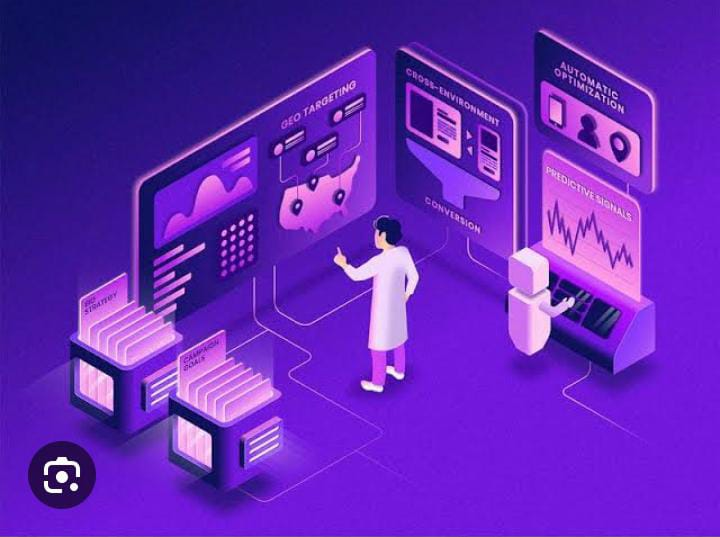 GEO TARGETING
CROSS-ENVIRONMENT
CONVERSION
AUTOMATIC
OPTIMIZATION
PREDICTIVE SIGNALS
BID
STRATEGY
CAMPAIGN
GOALS